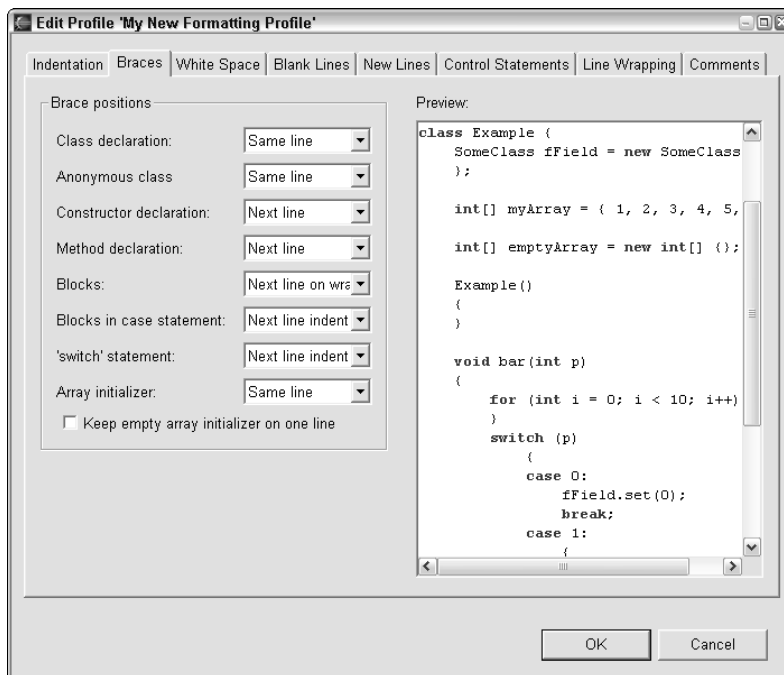 Edit Profile 'My New Formatting Profile'
Indentation Braces White Space Blank Lines New Lines Control Statements Line Wrapping Comments
Brace positions
Class declaration: Same line
Anonymous class Same line
Constructor declaration: Next line
Method declaration: Next line
Blocks: Next line on wra
Blocks in case statement: Next line indent
'switch' statement: Next line indent
Array initializer: Same line
Keep empty array initializer on one line
Preview:
class Example {
    SomeClass fField = new SomeClass
    };
    int[] myArray = { 1, 2, 3, 4, 5,
    int[] emptyArray = new int[] {};
    Example()
    {
    }
    void bar(int p)
    {
        for (int i = 0; i < 10; i++)
        }
        switch (p)
            {
            case 0:
                fField.set(0);
                break;
            case 1:
                {
OK Cancel